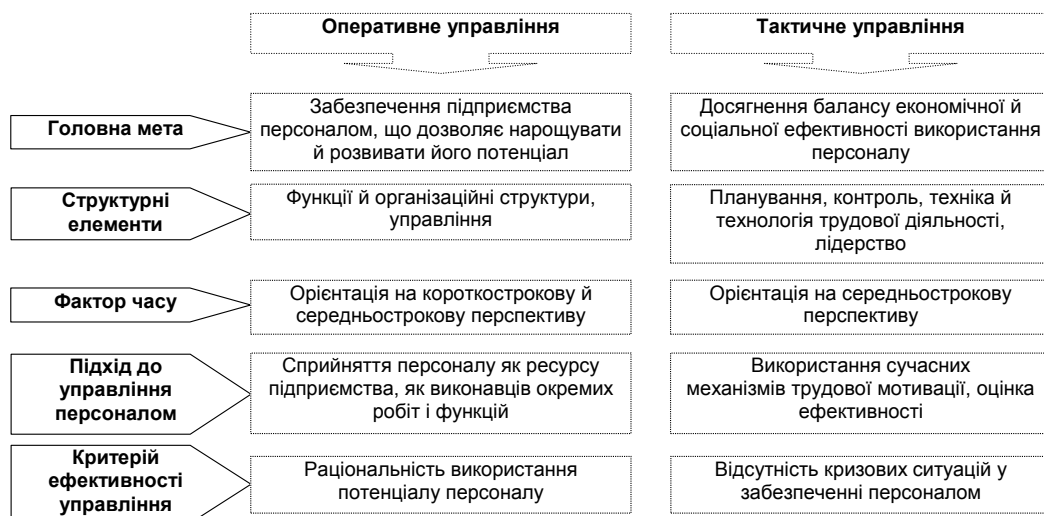 Оперативне управління
Тактичне управління
Головна мета
Забезпечення підприємства
персоналом, що дозволяє нарощувати
й розвивати його потенціал
Досягнення балансу економічної й
соціальної ефективності використання
персоналу
Структурні
елементи
Функції й організаційні структури,
управління
Планування, контроль, техніка й
технологія трудової діяльності,
лідерство
Фактор часу
Орієнтація на короткострокову й
середньострокову перспективу
Орієнтація на середньострокову
перспективу
Підхід до
управління
персоналом
Сприйняття персоналу як ресурсу
підприємства, як виконавців окремих
робіт і функцій
Використання сучасних
механізмів трудової мотивації, оцінка
ефективності
Критерій
ефективності
управління
Раціональність використання
потенціалу персоналу
Відсутність кризових ситуацій у
забезпеченні персоналом